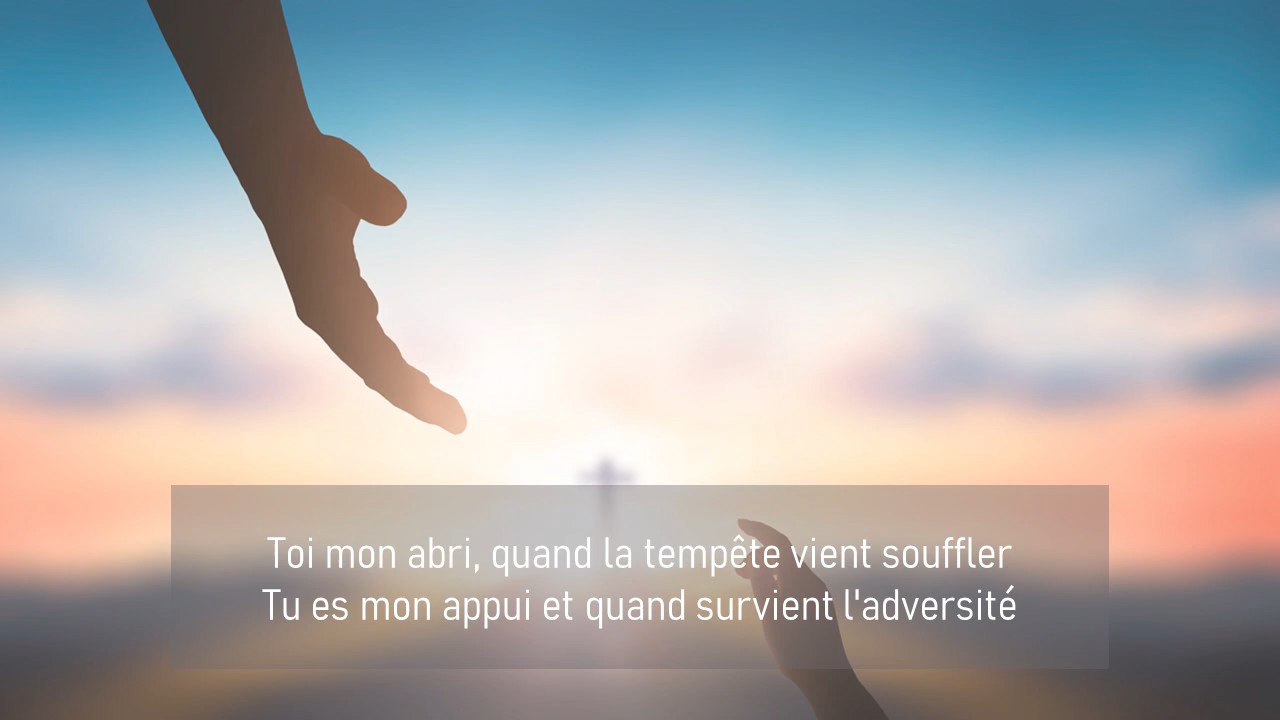 Toi mon abri, quand la tempête vient souffler
Tu es mon appui et quand survient l'adversité